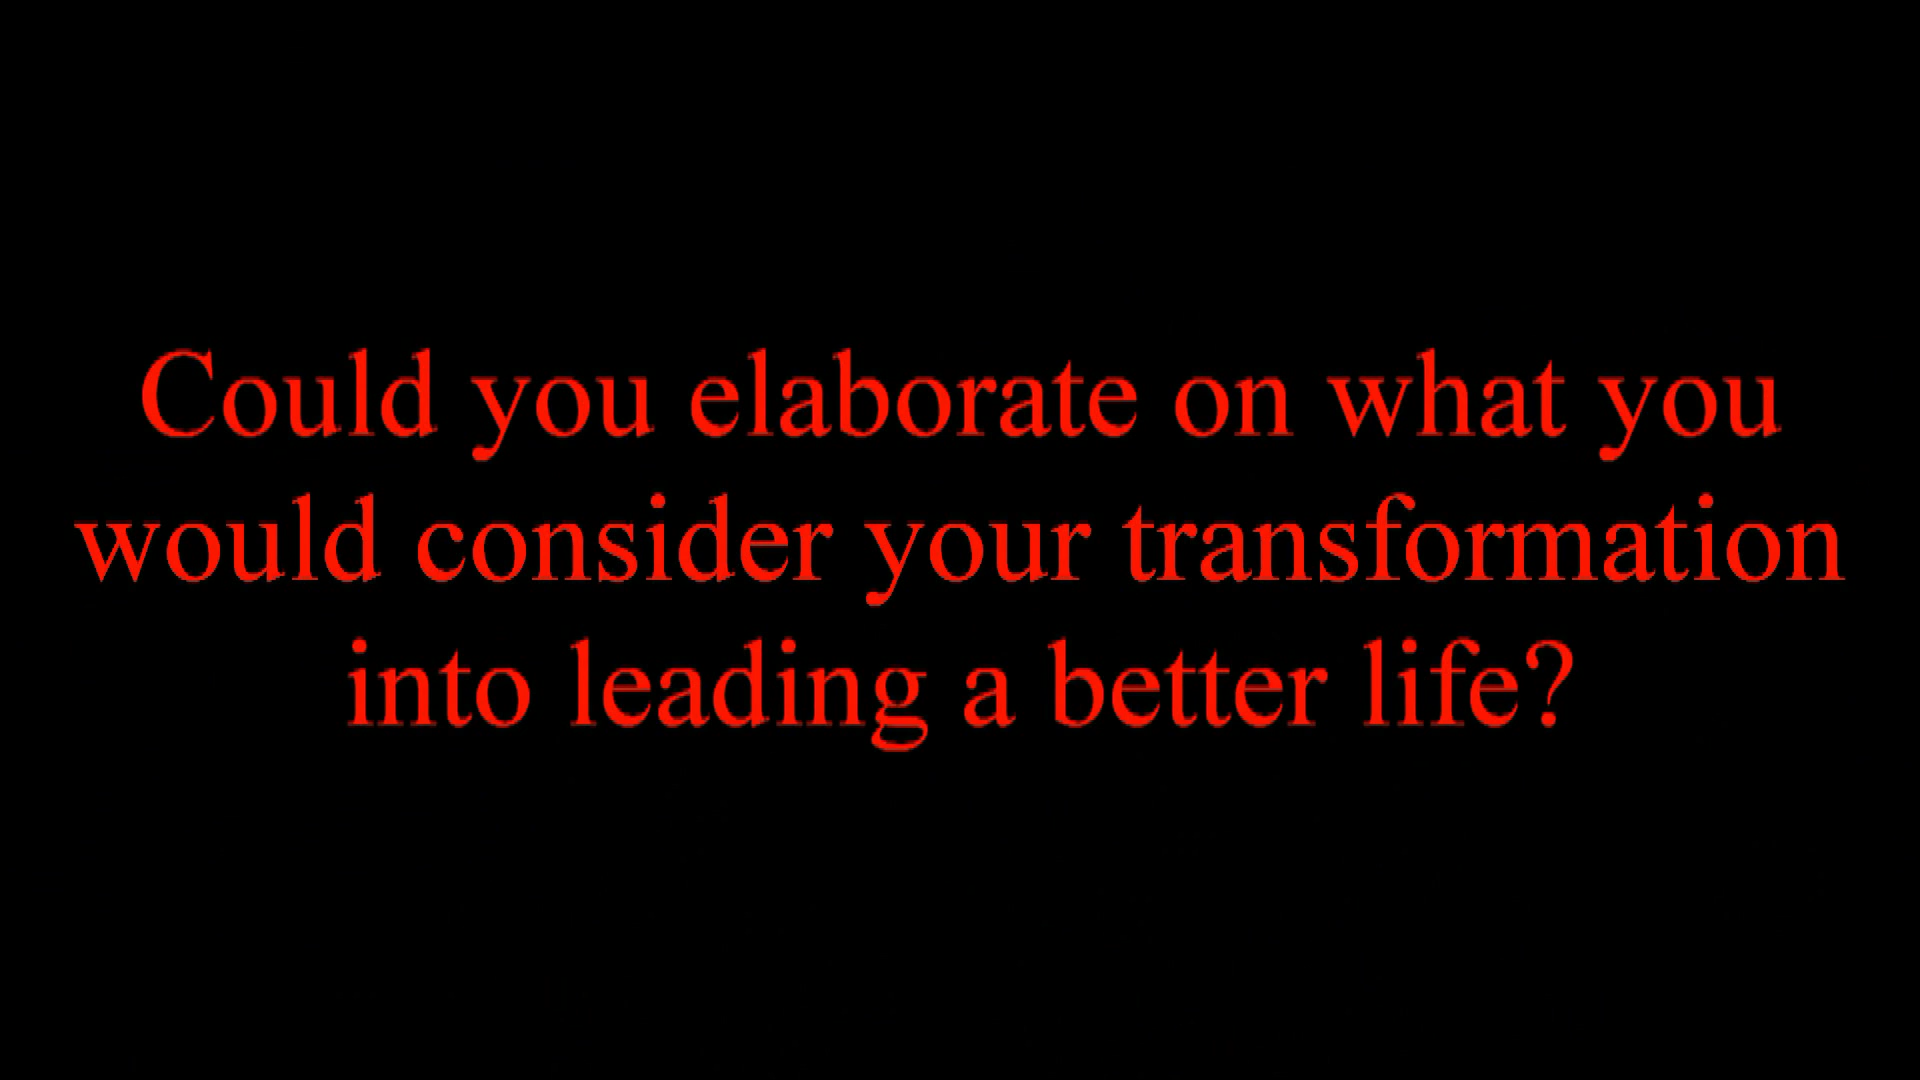 Could you elaborate on what you
would consider your transformation
into leading a better life?